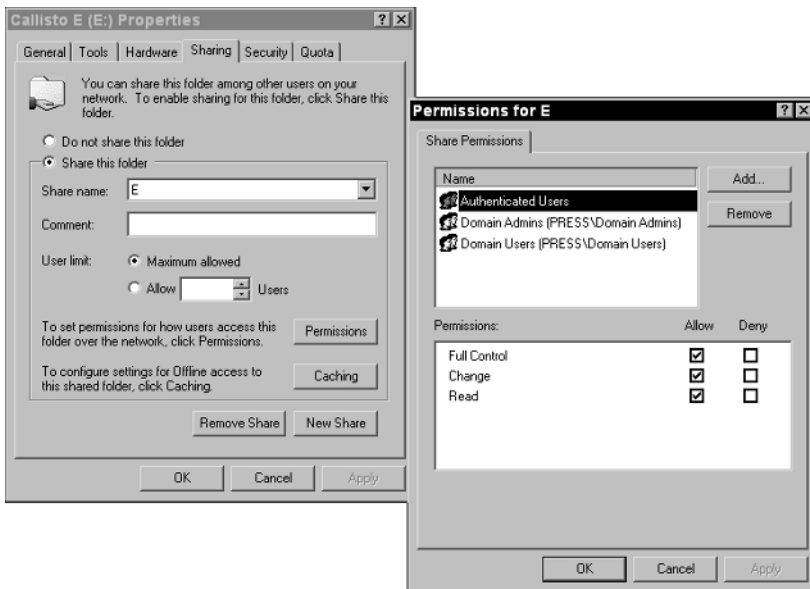 Callisto E (E:) Properties
General Tools Hardware Sharing Security Quota
You can share this folder among other users on your
network. To enable sharing for this folder, click Share this
folder.
Do not share this folder
Share this folder
Share name: E
Comment:
User limit: Maximum allowed
Allow Users
To set permissions for how users access this
folder over the network, click Permissions.
Permissions
To configure settings for Offline access to
this shared folder, click Caching.
Caching
Remove Share New Share
OK Cancel Apply
Permissions for E
Share Permissions
Name
Authenticated Users
Domain Admins (PRESS\Domain Admins)
Domain Users (PRESS\Domain Users)
Add...
Remove
Permissions: Allow Deny
Full Control
Change
Read
OK Cancel Apply